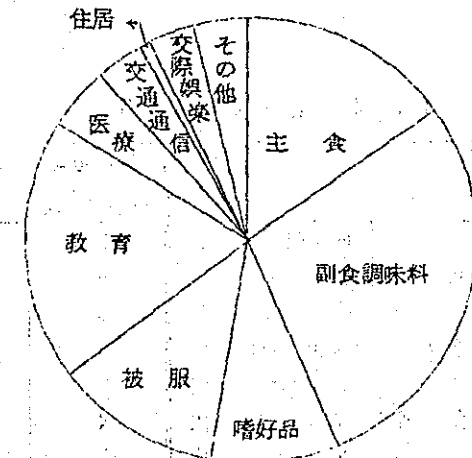 住居
交通通信
交際娯楽
その他
医療
主食
教育
副食調味料
被服
嗜好品